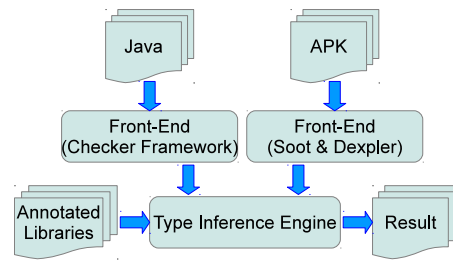 Java
APK
Front-End
(Checker Framework)
Front-End
(Soot & Dexpler)
Annotated
Libraries
Type Inference Engine
Result